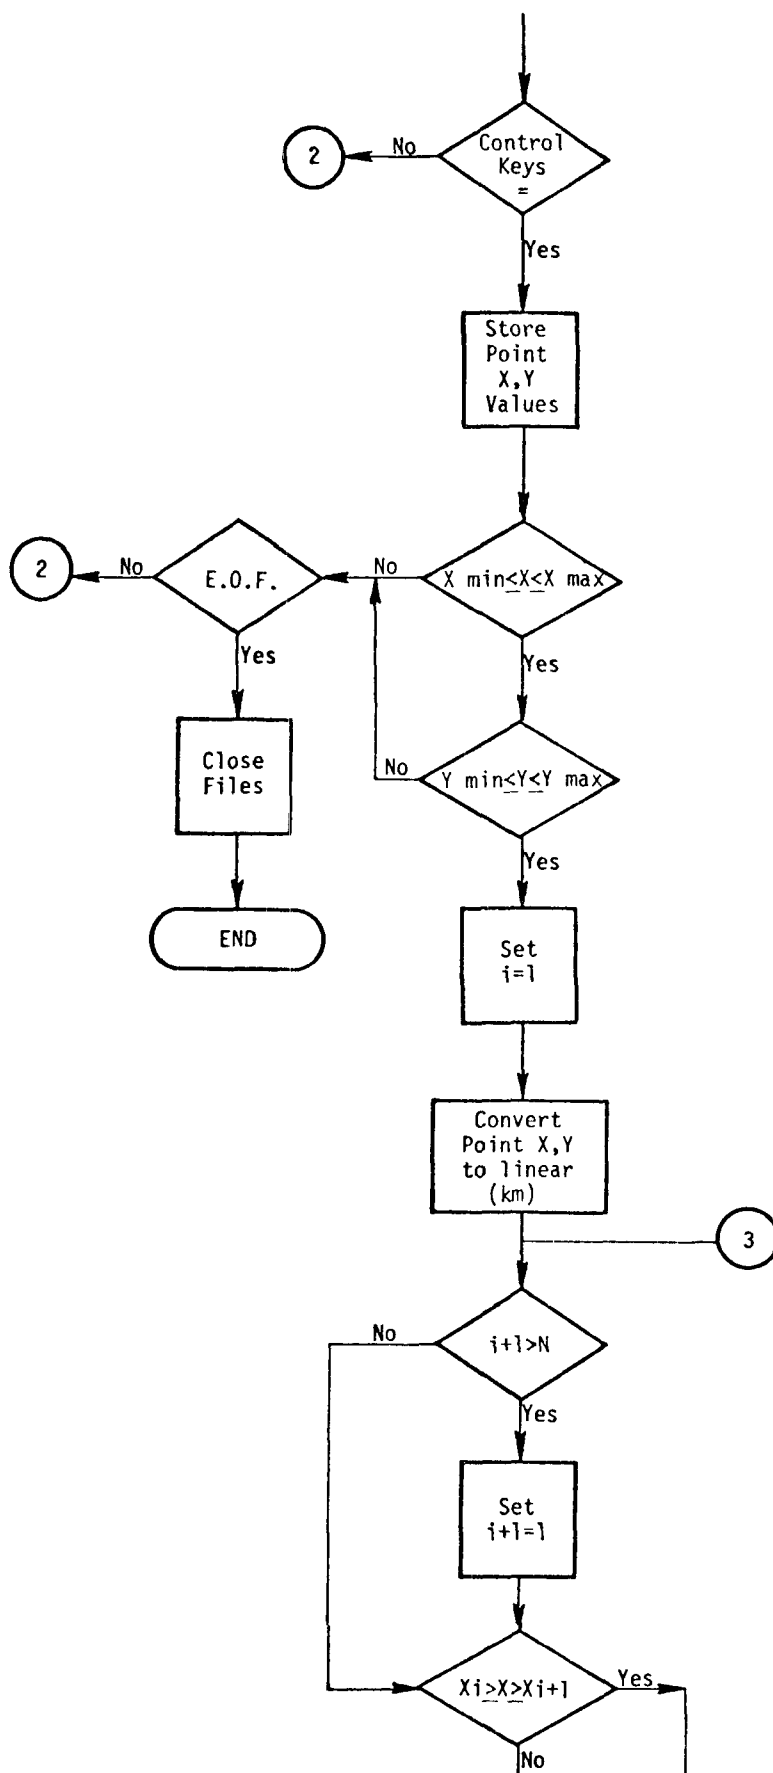 Control
Keys
=
No
2
Yes
Store
Point
X,Y
Values
2
No
E.O.F.
No
X min≤X≤X max
Yes
Yes
Close
Files
No
Y min≤Y≤Y max
Yes
END
Set
i=1
Convert
Point X,Y
to linear
(km)
3
No
i+1>N
Yes
Set
i+1=1
Xi≥X≥Xi+1
Yes
No